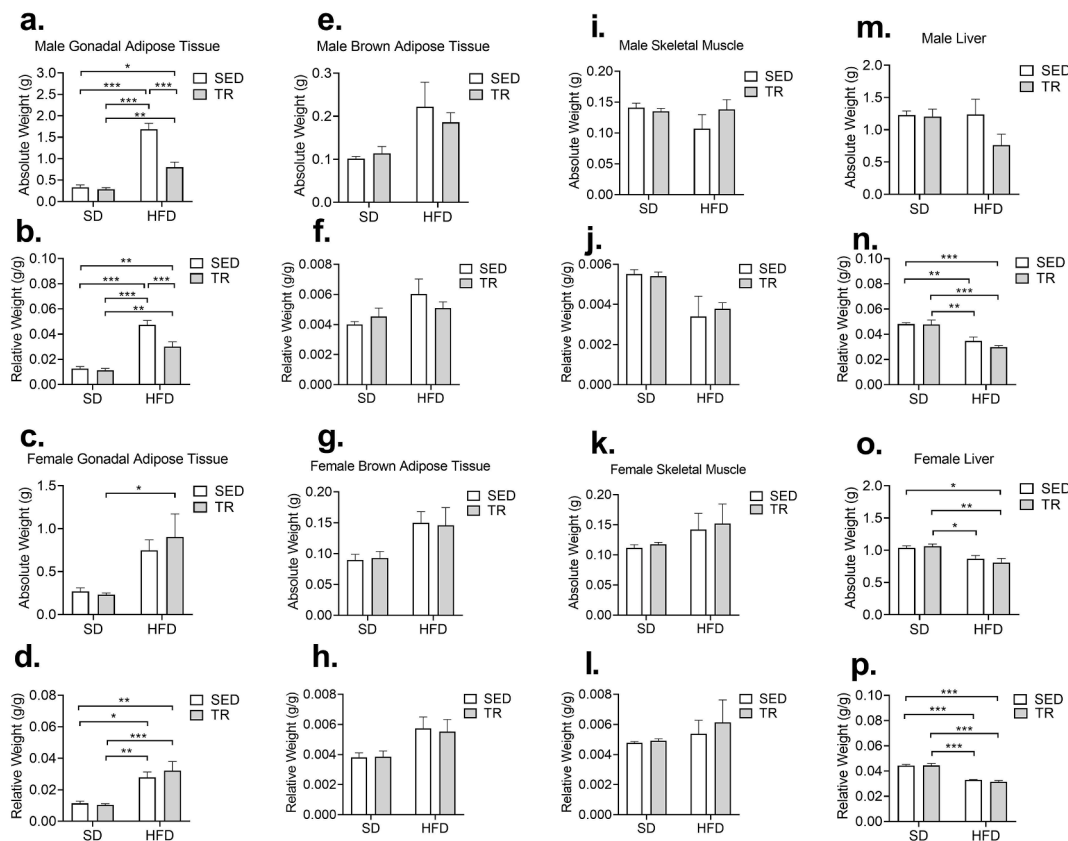 a.
Male Gonadal Adipose Tissue
Absolute Weight (g)
3.0
2.5
2.0
1.5
1.0
0.5
0.0
*
*** ***
***
**
SED
TR
SD HFD
e.
Male Brown Adipose Tissue
Absolute Weight (g)
0.3
0.2
0.1
0.0
SED
TR
SD HFD
i.
Male Skeletal Muscle
Absolute Weight (g)
0.20
0.15
0.10
0.05
0.00
SED
TR
SD HFD
m.
Male Liver
Absolute Weight (g)
2.0
1.5
1.0
0.5
0.0
SED
TR
SD HFD
b.
Relative Weight (g/g)
0.10
0.08
0.06
0.04
0.02
0.00
**
*** ***
***
**
SED
TR
SD HFD
f.
Relative Weight (g/g)
0.008
0.006
0.004
0.002
0.000
SED
TR
SD HFD
j.
Relative Weight (g/g)
0.006
0.004
0.002
0.000
SED
TR
SD HFD
n.
Relative Weight (g/g)
0.10
0.08
0.06
0.04
0.02
0.00
***
**
***
**
SED
TR
SD HFD
c.
Female Gonadal Adipose Tissue
Absolute Weight (g)
1.5
1.0
0.5
0.0
*
SED
TR
SD HFD
g.
Female Brown Adipose Tissue
Absolute Weight (g)
0.20
0.15
0.10
0.05
0.00
SED
TR
SD HFD
k.
Female Skeletal Muscle
Absolute Weight (g)
0.20
0.15
0.10
0.05
0.00
SED
TR
SD HFD
o.
Female Liver
Absolute Weight (g)
2.0
1.5
1.0
0.5
0.0
*
**
*
SED
TR
SD HFD
d.
Relative Weight (g/g)
0.08
0.06
0.04
0.02
0.00
**
*
***
**
SED
TR
SD HFD
h.
Relative Weight (g/g)
0.008
0.006
0.004
0.002
0.000
SED
TR
SD HFD
l.
Relative Weight (g/g)
0.008
0.006
0.004
0.002
0.000
SED
TR
SD HFD
p.
Relative Weight (g/g)
0.10
0.08
0.06
0.04
0.02
0.00
***
***
***
***
SED
TR
SD HFD